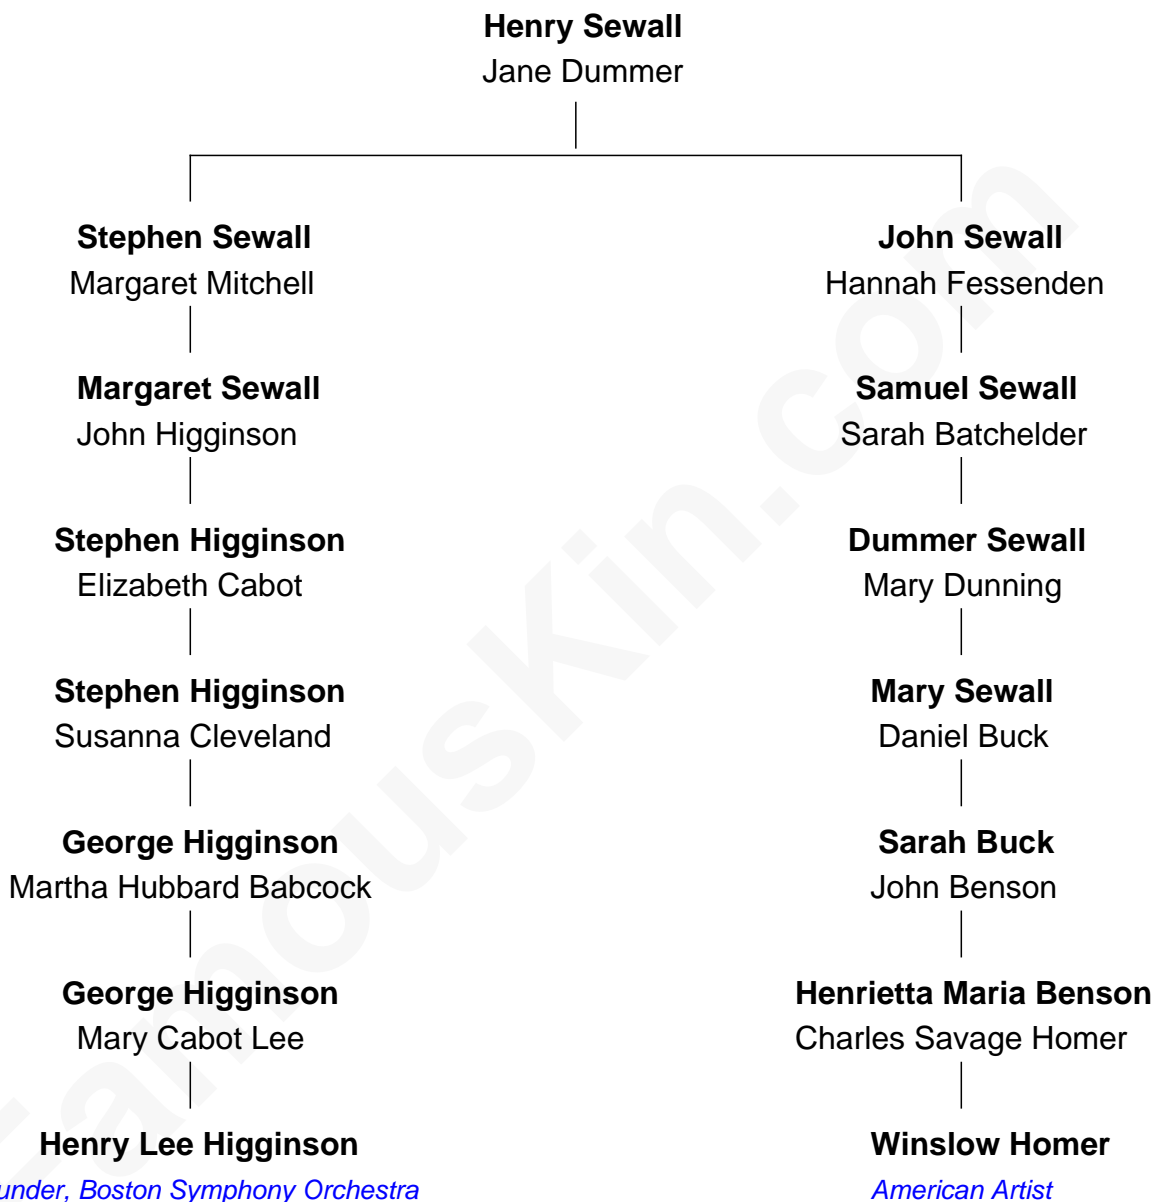 Henry Sewall
Jane Dummer
Stephen Sewall
Margaret Mitchell
John Sewall
Hannah Fessenden
Margaret Sewall
John Higginson
Samuel Sewall
Sarah Batchelder
Stephen Higginson
Elizabeth Cabot
Dummer Sewall
Mary Dunning
Stephen Higginson
Susanna Cleveland
Mary Sewall
Daniel Buck
George Higginson
Martha Hubbard Babcock
Sarah Buck
John Benson
George Higginson
Mary Cabot Lee
Henrietta Maria Benson
Charles Savage Homer
Henry Lee Higginson
under, Boston Symphony Orchestra
Winslow Homer
American Artist
FamousKin.com